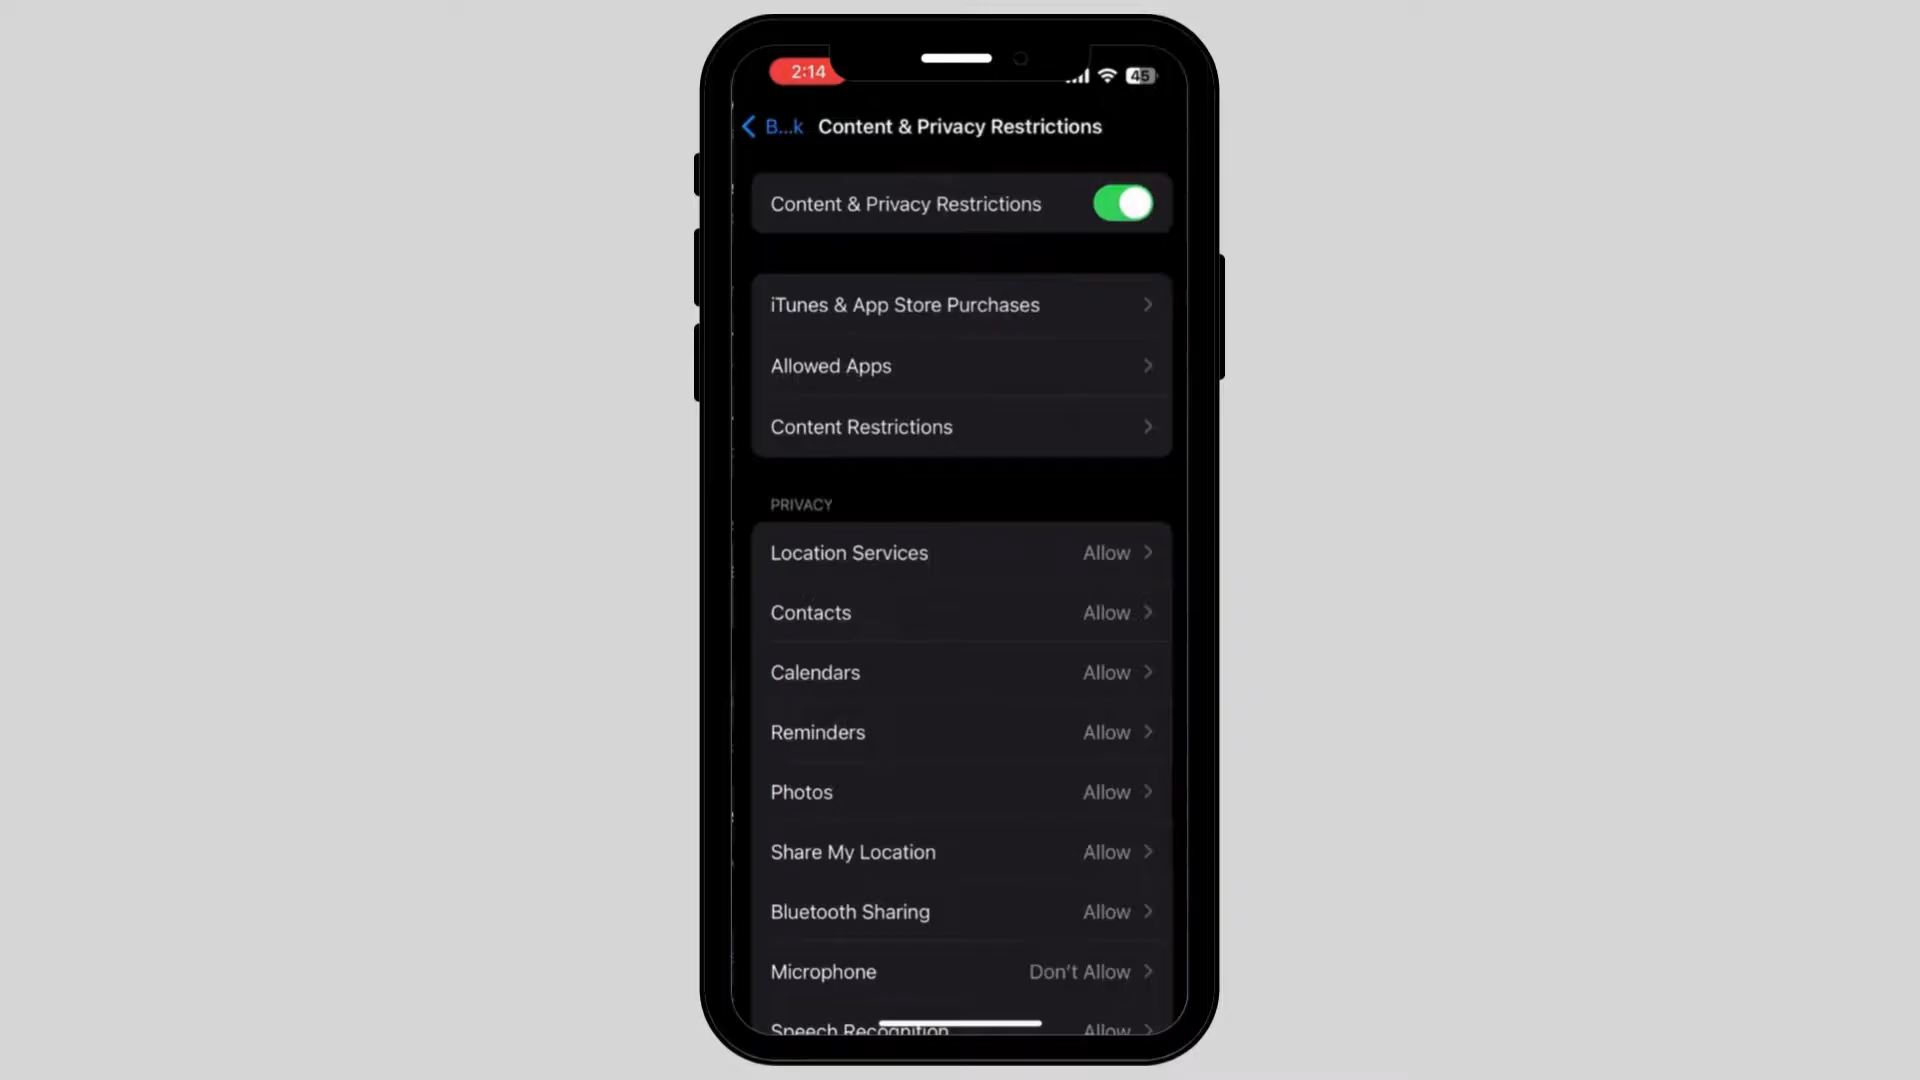 2:14
45
B...k Content & Privacy Restrictions
Content & Privacy Restrictions
iTunes & App Store Purchases
Allowed Apps
Content Restrictions
PRIVACY
Location Services Allow
Contacts Allow
Calendars Allow
Reminders Allow
Photos Allow
Share My Location Allow
Bluetooth Sharing Allow
Microphone Don't Allow
Speech Recognition Allow